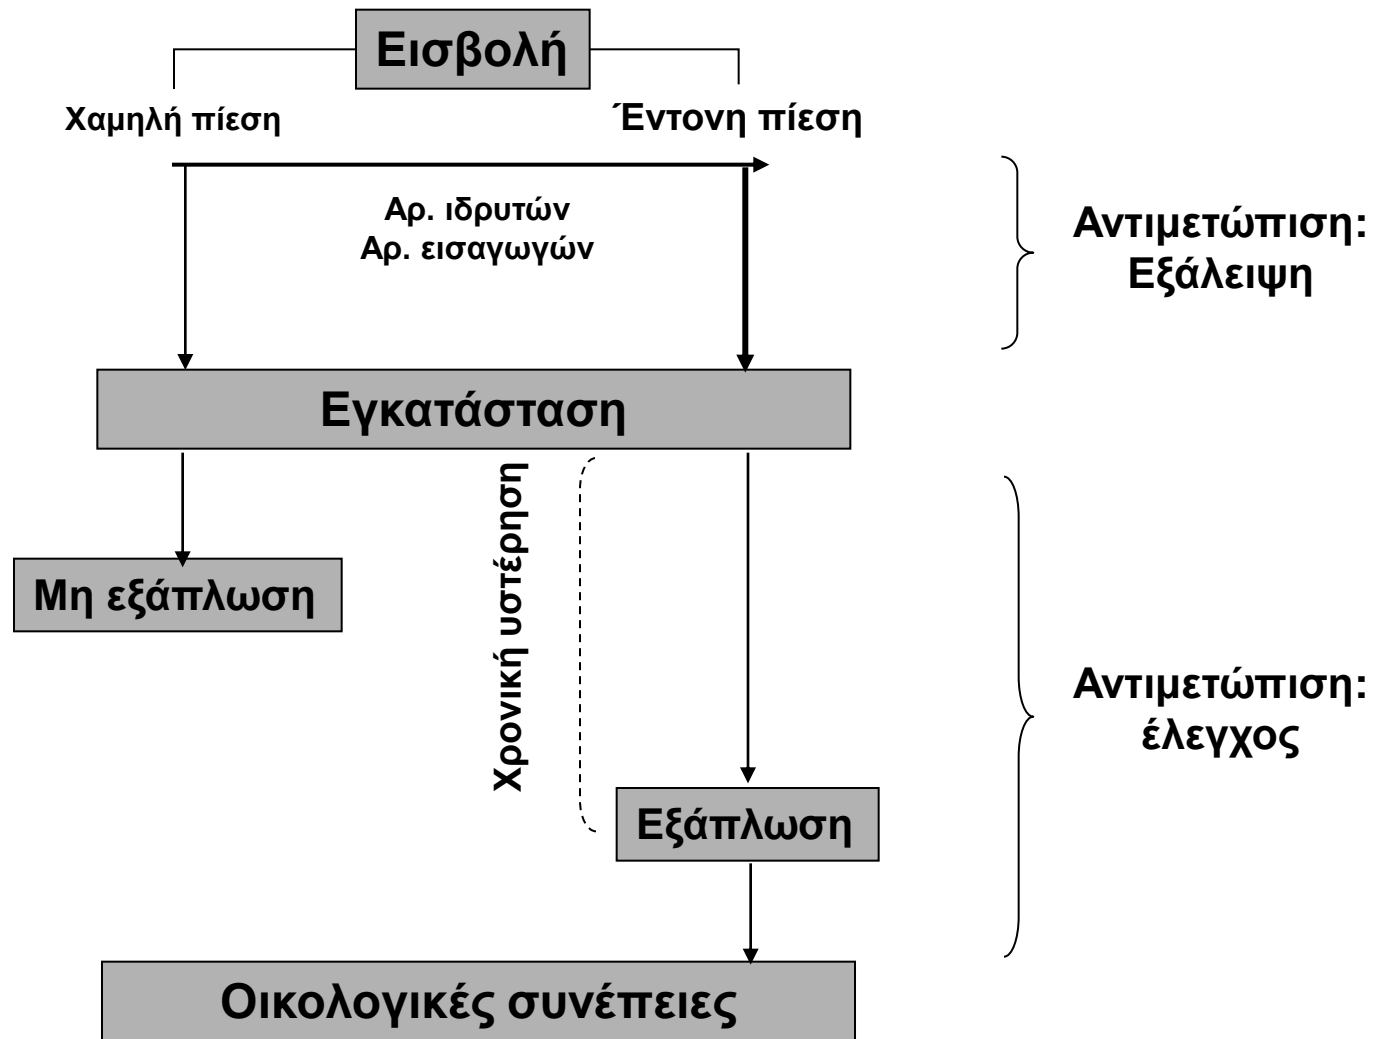 Εισβολή
Χαμηλή πίεση
Έντονη πίεση
Αρ. ιδρυτών
Αρ. εισαγωγών
Αντιμετώπιση:
Εξάλειψη
Εγκατάσταση
Χρονική υστέρηση
Μη εξάπλωση
Αντιμετώπιση:
έλεγχος
Εξάπλωση
Οικολογικές συνέπειες